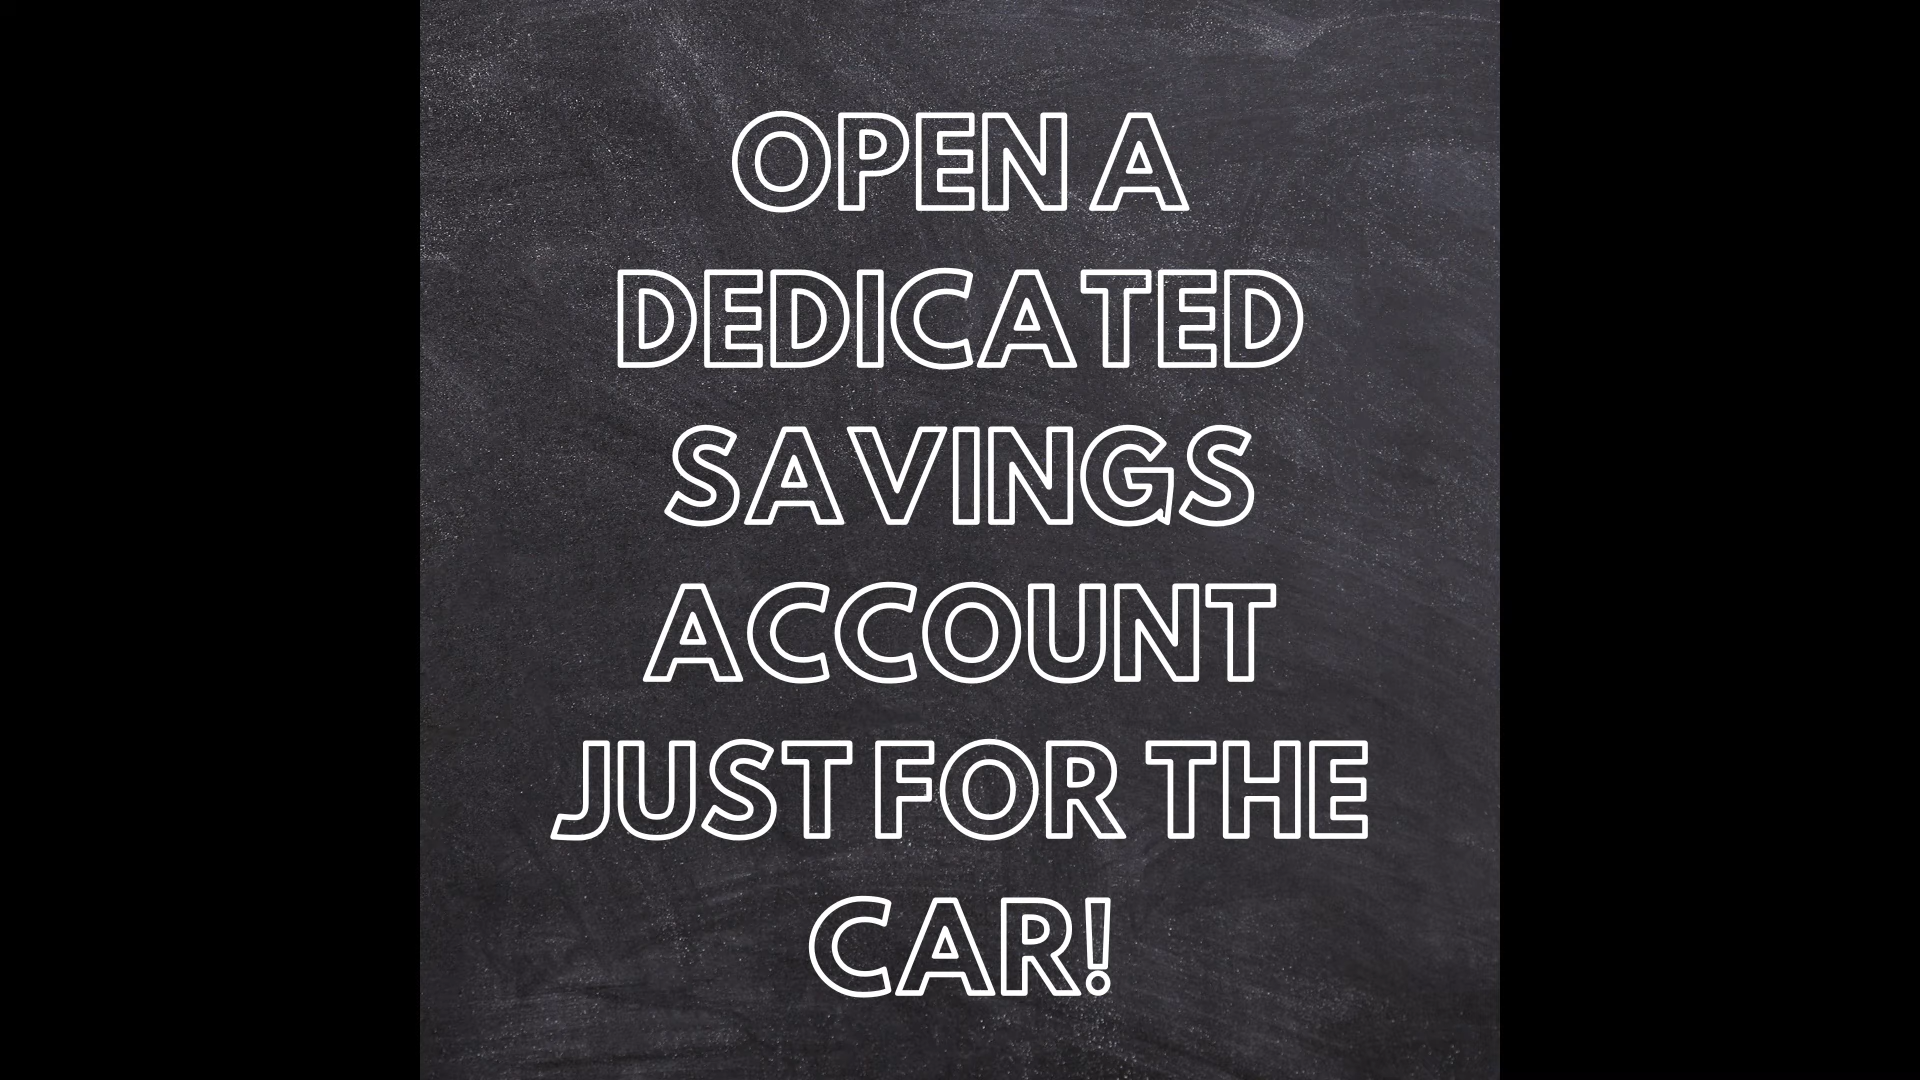 OPEN A
DEDICATED
SAVINGS
ACCOUNT
JUST FOR THE
CAR!